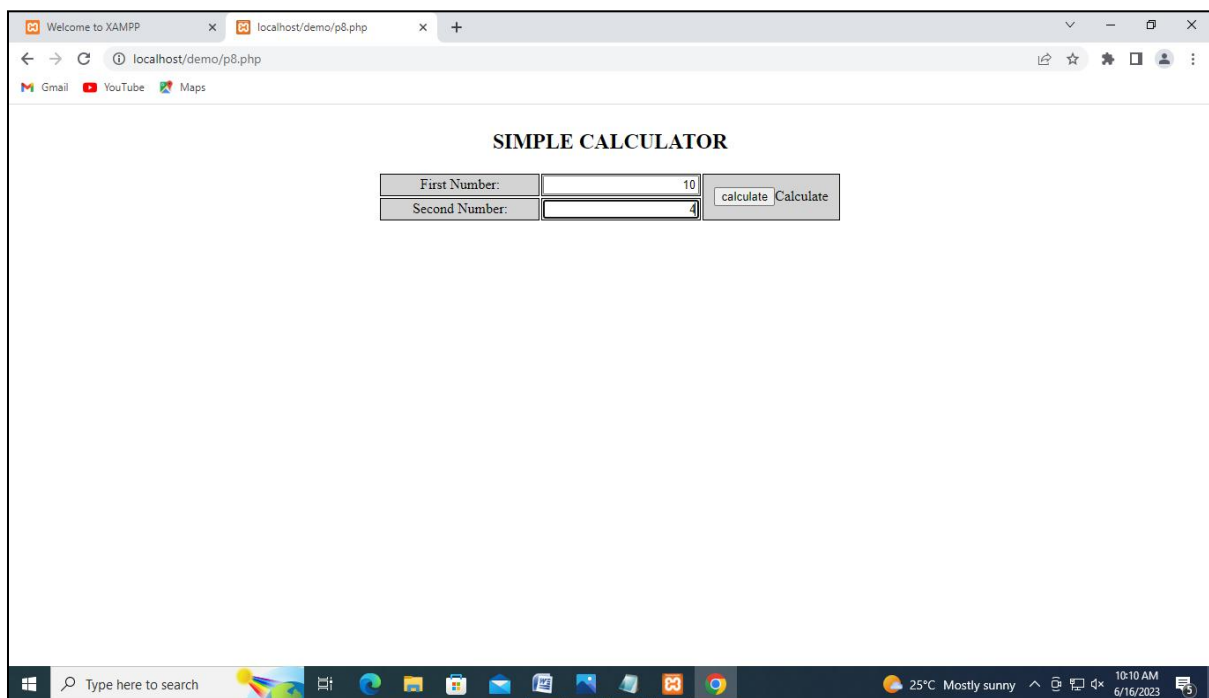 Welcome to XAMPP
localhost/demo/p8.php
localhost/demo/p8.php
Gmail YouTube Maps
SIMPLE CALCULATOR
First Number: 10
calculate Calculate
Second Number: 4
Type here to search
25°C Mostly sunny
10:10 AM
6/16/2023
5